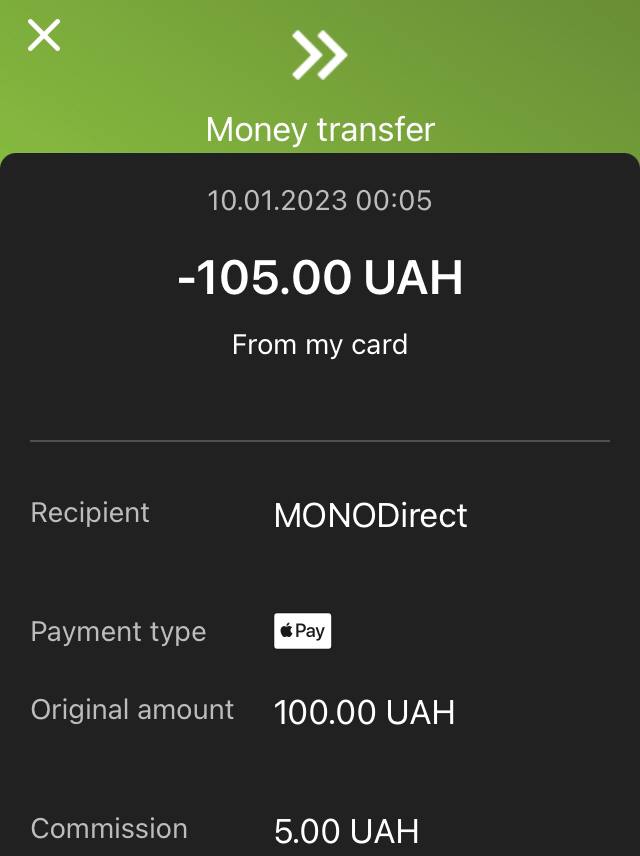 Money transfer
10.01.2023 00:05
-105.00 UAH
From my card
Recipient MONODirect
Payment type Pay
Original amount 100.00 UAH
Commission 5.00 UAH